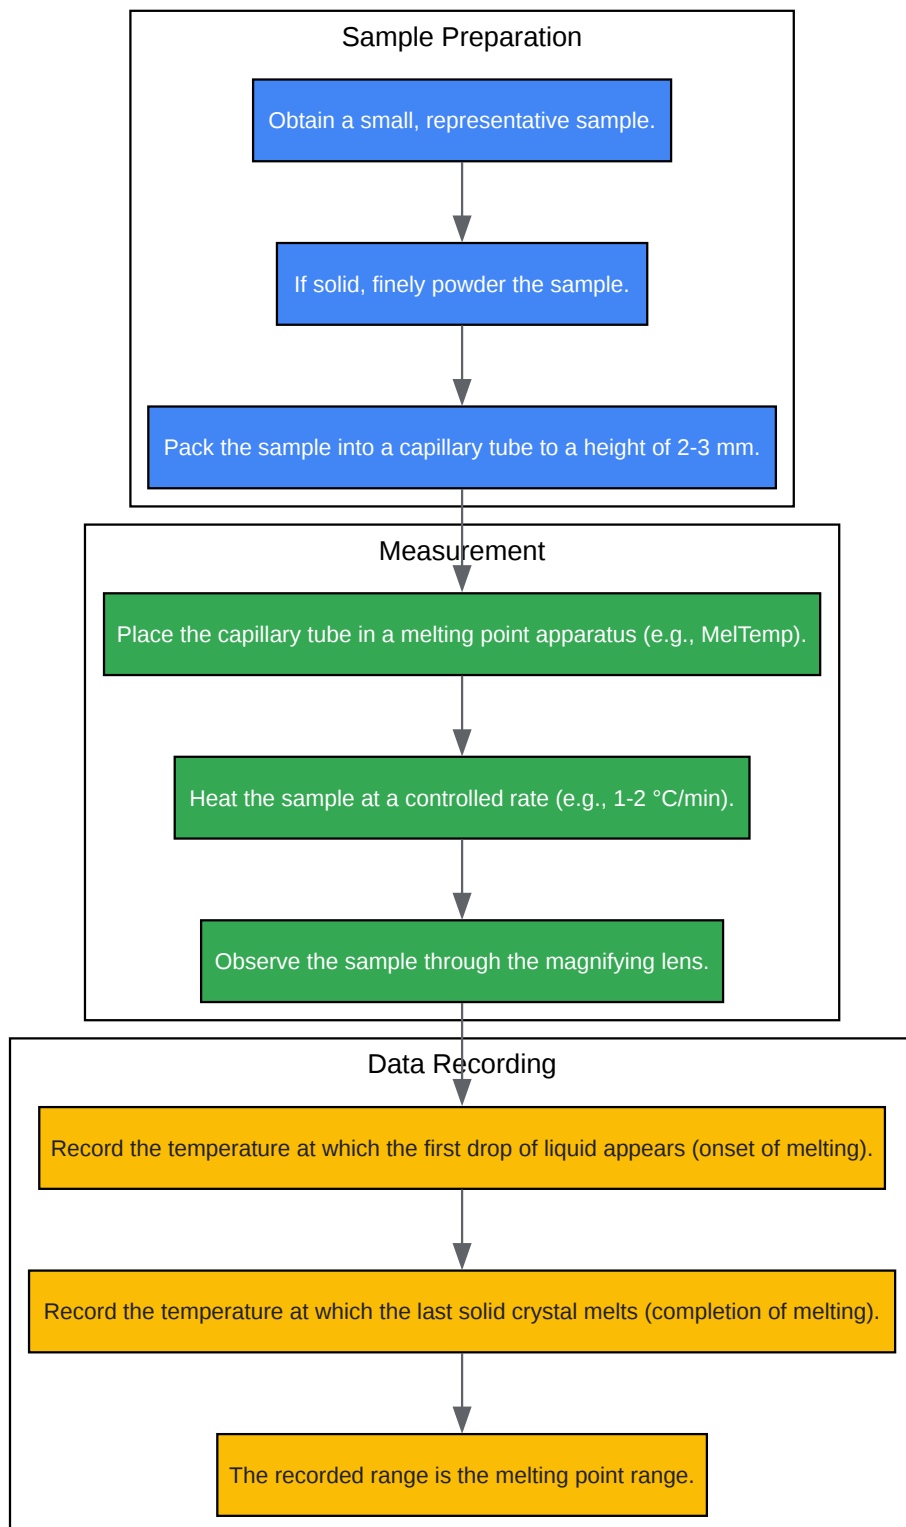 Sample Preparation
Obtain a small, representative sample.
If solid, finely powder the sample.
Pack the sample into a capillary tube to a height of 2-3 mm.
Measurement
Place the capillary tube in a melting point apparatus (e.g., MelTemp).
Heat the sample at a controlled rate (e.g., 1-2 °C/min).
Observe the sample through the magnifying lens.
Data Recording
Record the temperature at which the first drop of liquid appears (onset of melting).
Record the temperature at which the last solid crystal melts (completion of melting).
The recorded range is the melting point range.